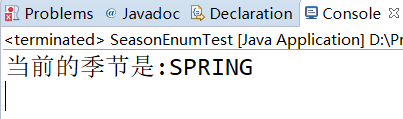 Problems @ Javadoc Declaration Console
<terminated> SeasonEnumTest [Java Application] D:\Pr
当前的季节是:SPRING